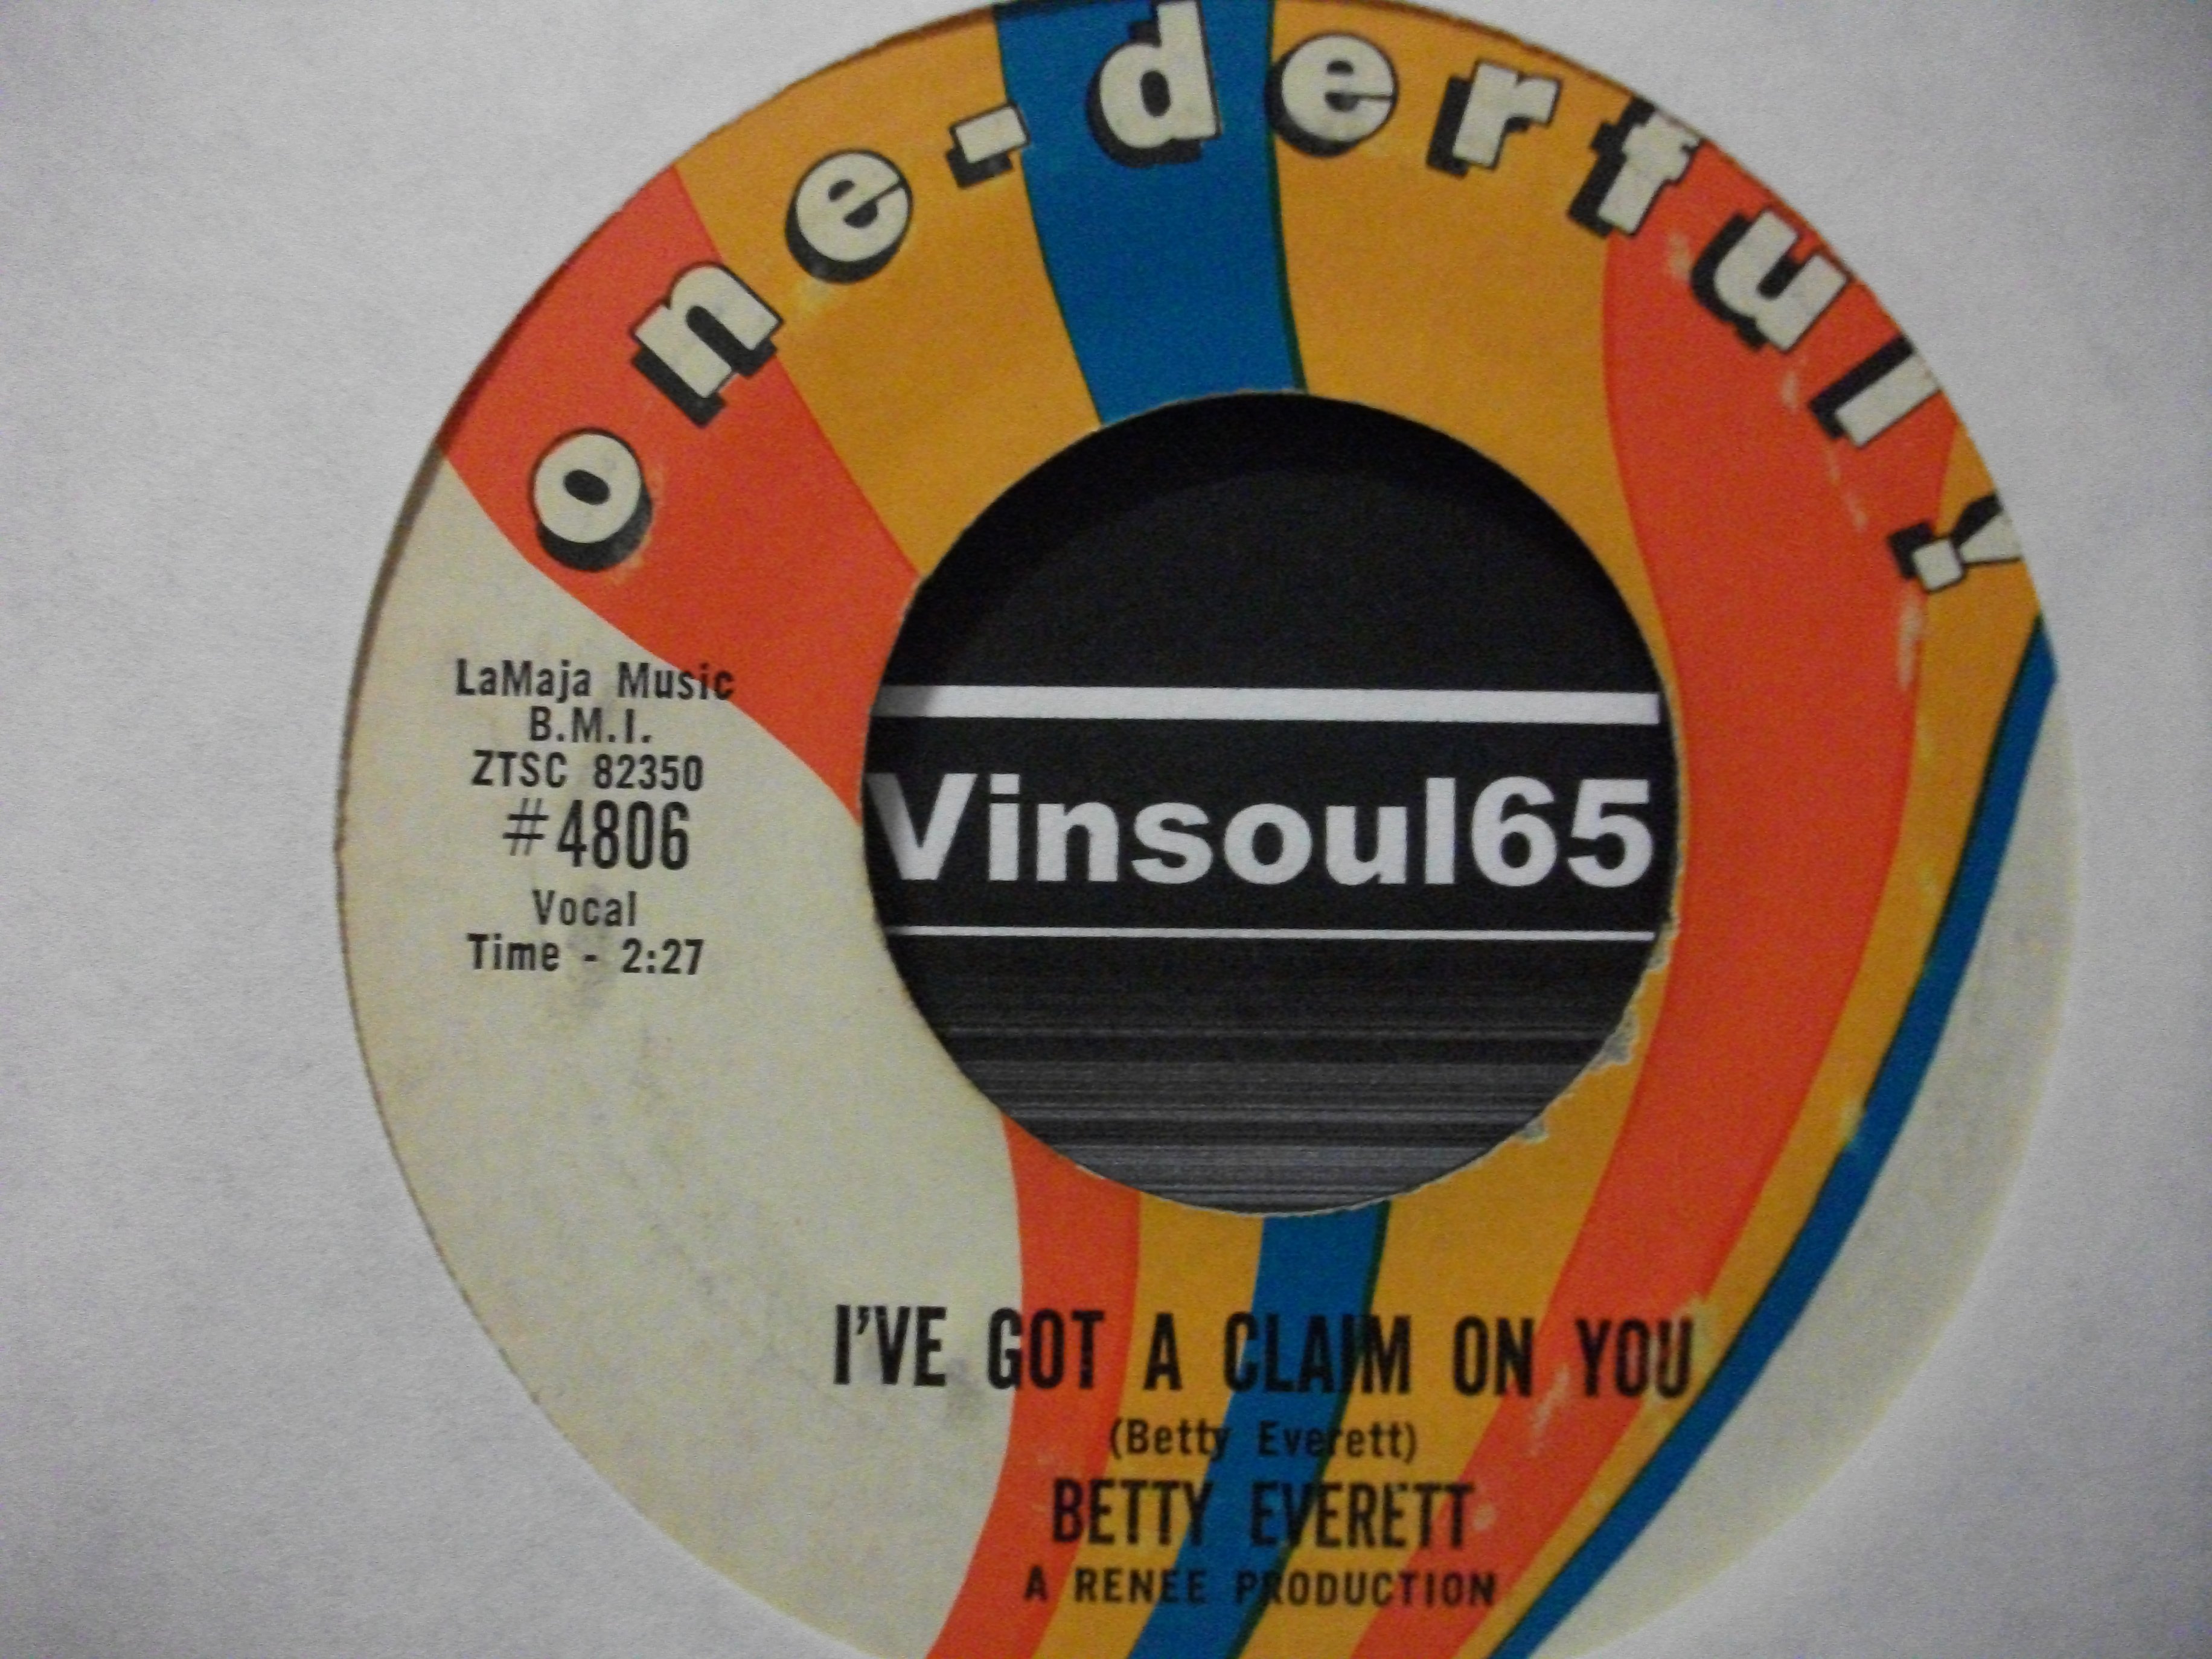 one-derful!
LaMaja Music
B.M.I.
ZTSC 82350
#4806
Vocal
Time - 2:27
Vinsoul65
I'VE GOT A CLAIM ON YOU
(Betty Everett)
BETTY EVERETT
A RENEE PRODUCTION